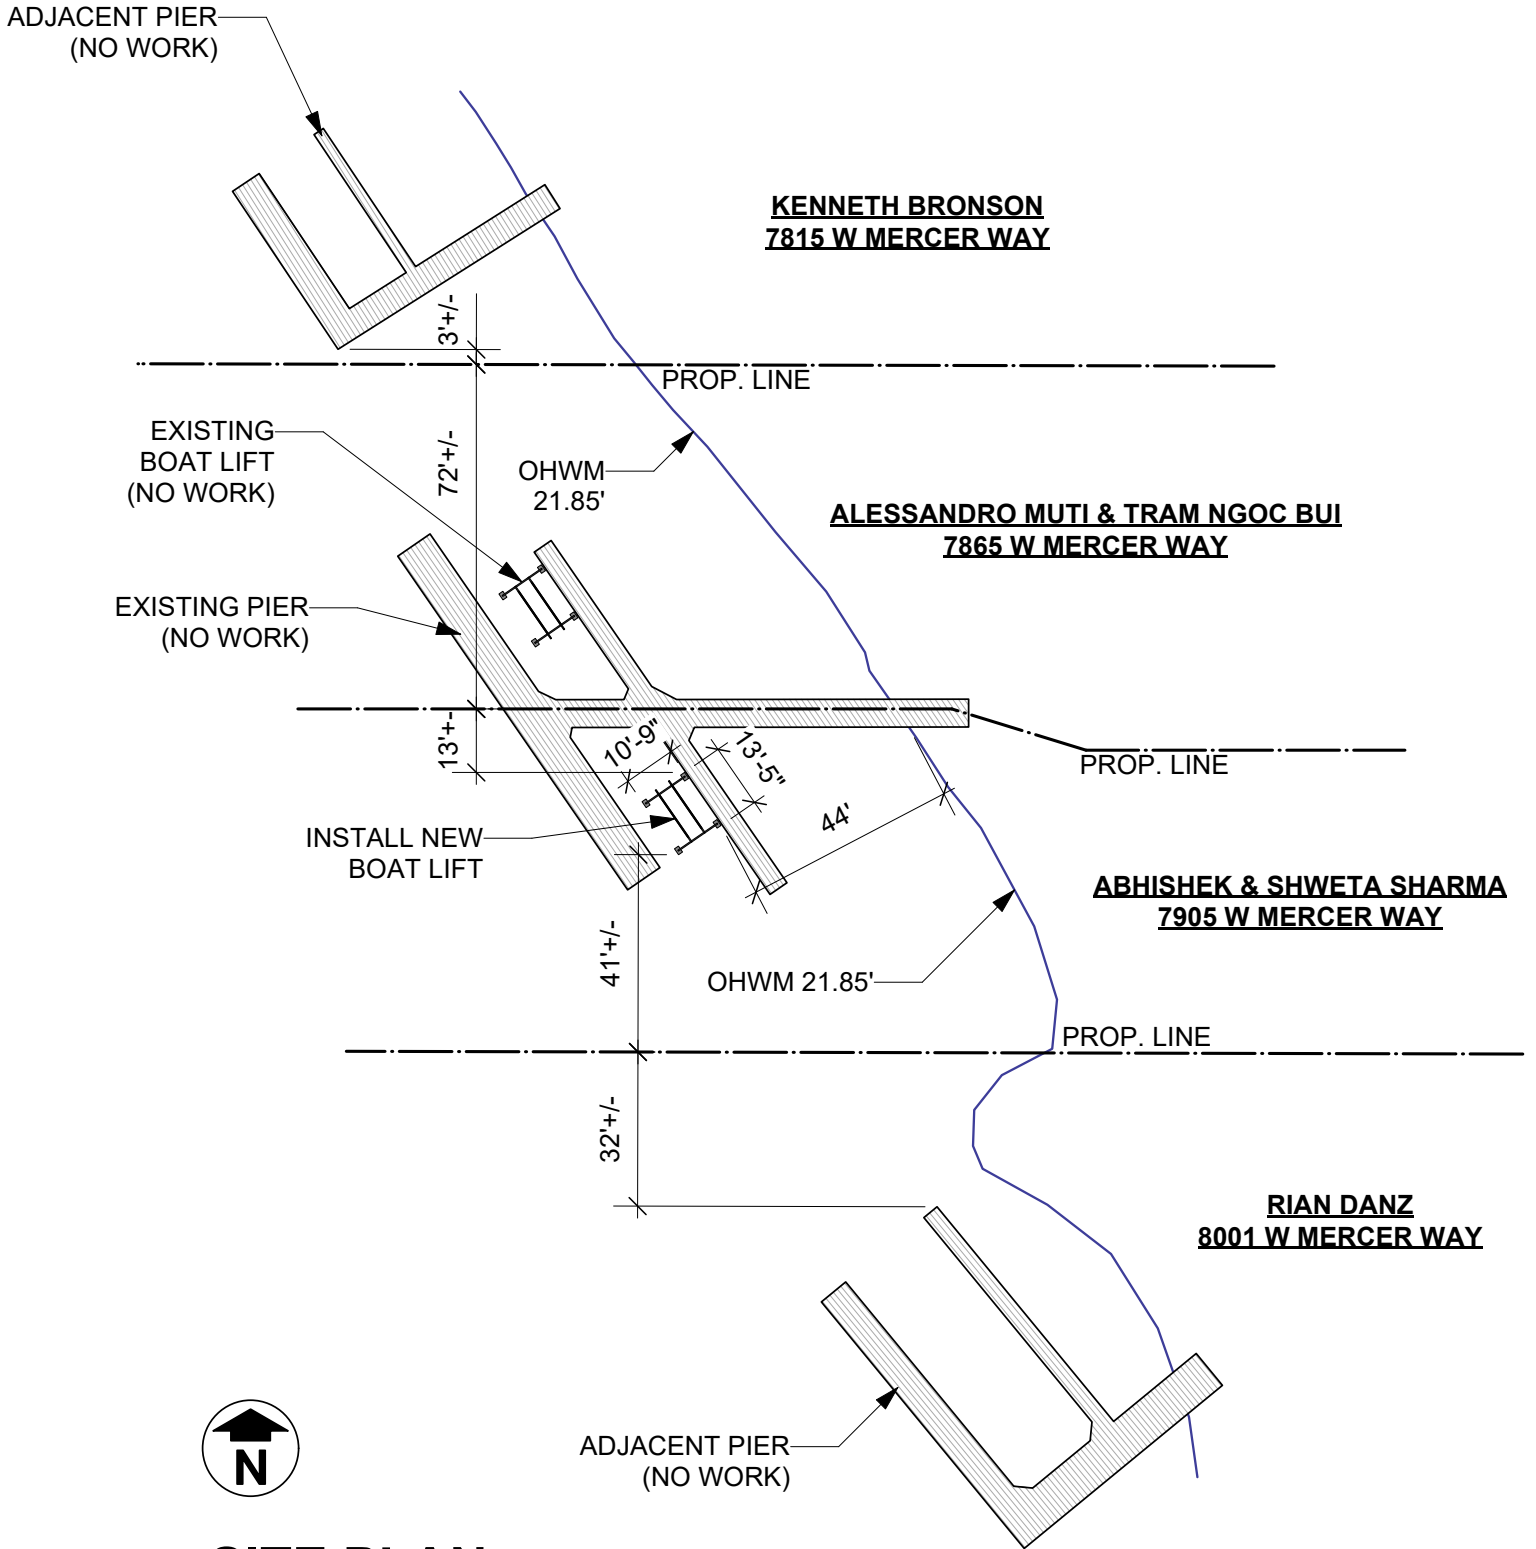 ADJACENT PIER
(NO WORK)
KENNETH BRONSON
7815 W MERCER WAY
3'+/-
PROP. LINE
EXISTING
BOAT LIFT
(NO WORK)
72'+/-
OHWM
21.85'
ALESSANDRO MUTI & TRAM NGOC BUI
7865 W MERCER WAY
EXISTING PIER
(NO WORK)
13'+-
10'-9"
13'-5"
PROP. LINE
INSTALL NEW
BOAT LIFT
44'
ABHISHEK & SHWETA SHARMA
7905 W MERCER WAY
41'+/-
OHWM 21.85'
PROP. LINE
32'+/-
RIAN DANZ
8001 W MERCER WAY
ADJACENT PIER
(NO WORK)
N
SITE PLAN